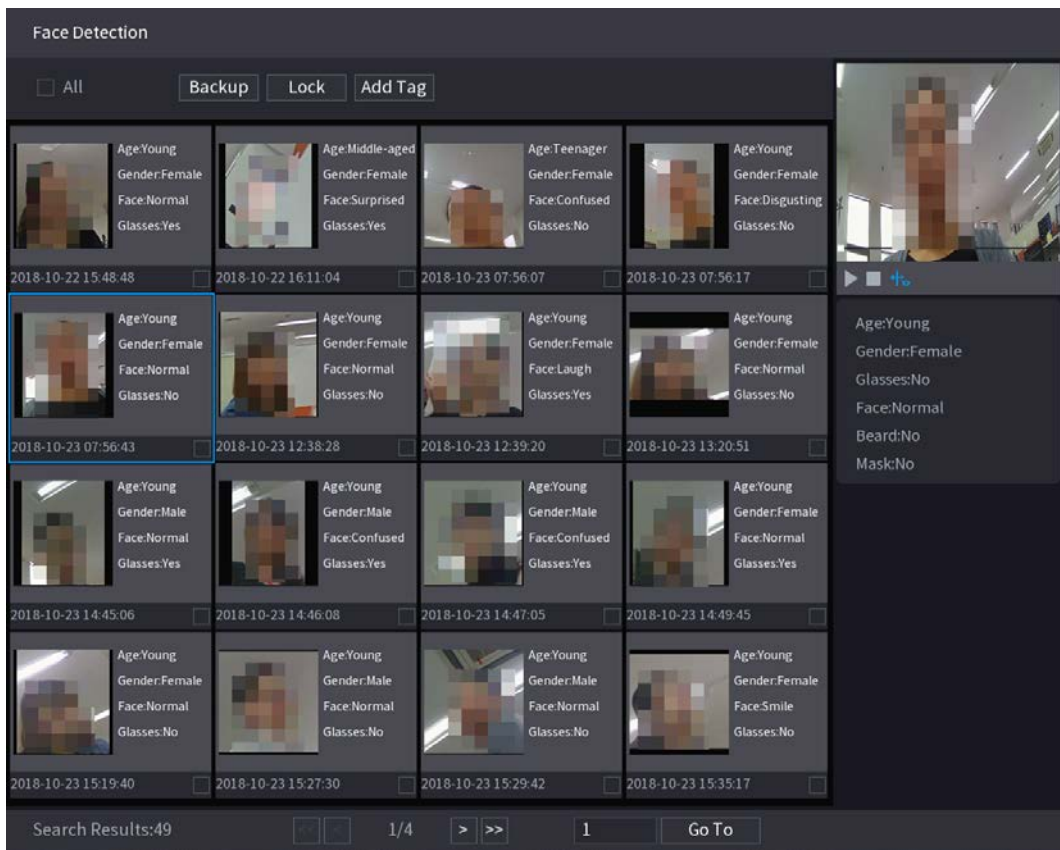 Face Detection
All
Backup Lock Add Tag
Age:Young
Gender:Female
Face:Normal
Glasses:Yes
2018-10-22 15:48:48
Age:Middle-aged
Gender:Female
Face:Surprised
Glasses:Yes
2018-10-22 16:11:04
Age:Teenager
Gender:Female
Face:Confused
Glasses:No
2018-10-23 07:56:07
Age:Young
Gender:Female
Face:Disgusting
Glasses:No
2018-10-23 07:56:17
Age:Young
Gender:Female
Face:Normal
Glasses:No
2018-10-23 07:56:43
Age:Young
Gender:Female
Face:Normal
Glasses:No
2018-10-23 12:38:28
Age:Young
Gender:Female
Face:Laugh
Glasses:Yes
2018-10-23 12:39:20
Age:Young
Gender:Female
Face:Normal
Glasses:No
2018-10-23 13:20:51
Age:Young
Gender:Male
Face:Normal
Glasses:Yes
2018-10-23 14:45:06
Age:Young
Gender:Male
Face:Confused
Glasses:Yes
2018-10-23 14:46:08
Age:Young
Gender:Male
Face:Confused
Glasses:Yes
2018-10-23 14:47:05
Age:Young
Gender:Female
Face:Normal
Glasses:Yes
2018-10-23 14:49:45
Age:Young
Gender:Female
Face:Normal
Glasses:No
2018-10-23 15:19:40
Age:Young
Gender:Male
Face:Normal
Glasses:No
2018-10-23 15:27:30
Age:Young
Gender:Male
Face:Normal
Glasses:No
2018-10-23 15:29:42
Age:Young
Gender:Female
Face:Smile
Glasses:No
2018-10-23 15:35:17
Age:Young
Gender:Female
Glasses:No
Face:Normal
Beard:No
Mask:No
Search Results:49 << < 1/4 > >> 1 Go To